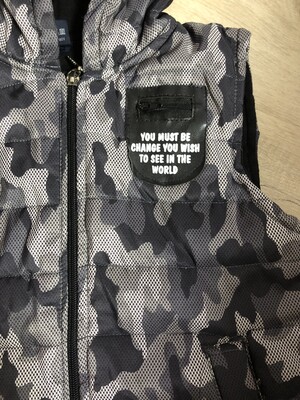 YOU MUST BE
CHANGE YOU WISH
TO SEE IN THE
WORLD